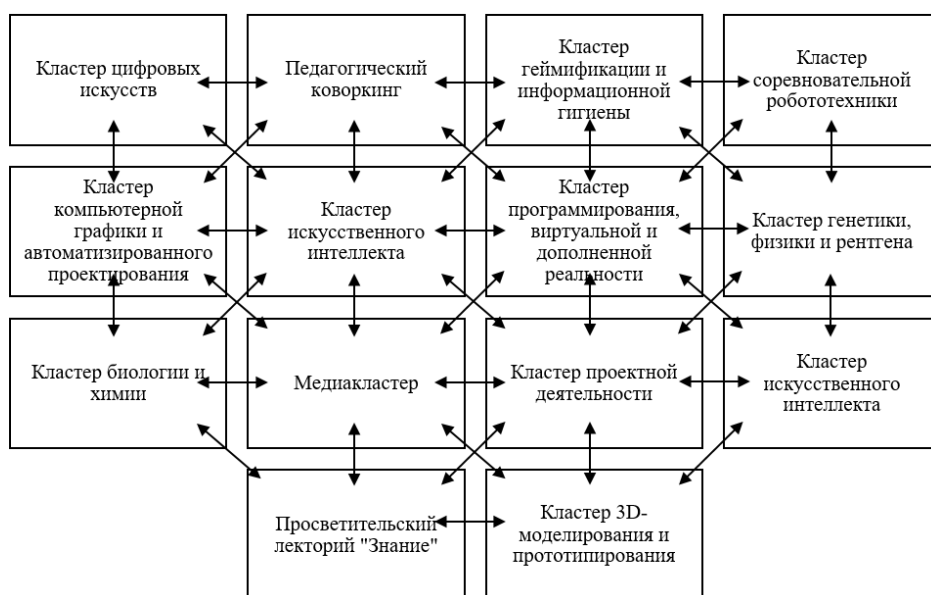 Кластер цифровых
искусств
Педагогический
коворкинг
Кластер
геймификации и
информационной
гигиены
Кластер
соревновательной
робототехники
Кластер
компьютерной
графики и
автоматизированного
проектирования
Кластер
искусственного
интеллекта
Кластер
программирования,
виртуальной и
дополненной
реальности
Кластер генетики,
физики и рентгена
Кластер биологии и
химии
Медиакластер
Кластер проектной
деятельности
Кластер
искусственного
интеллекта
Просветительский
лекторий "Знание"
Кластер 3D-
моделирования и
прототипирования